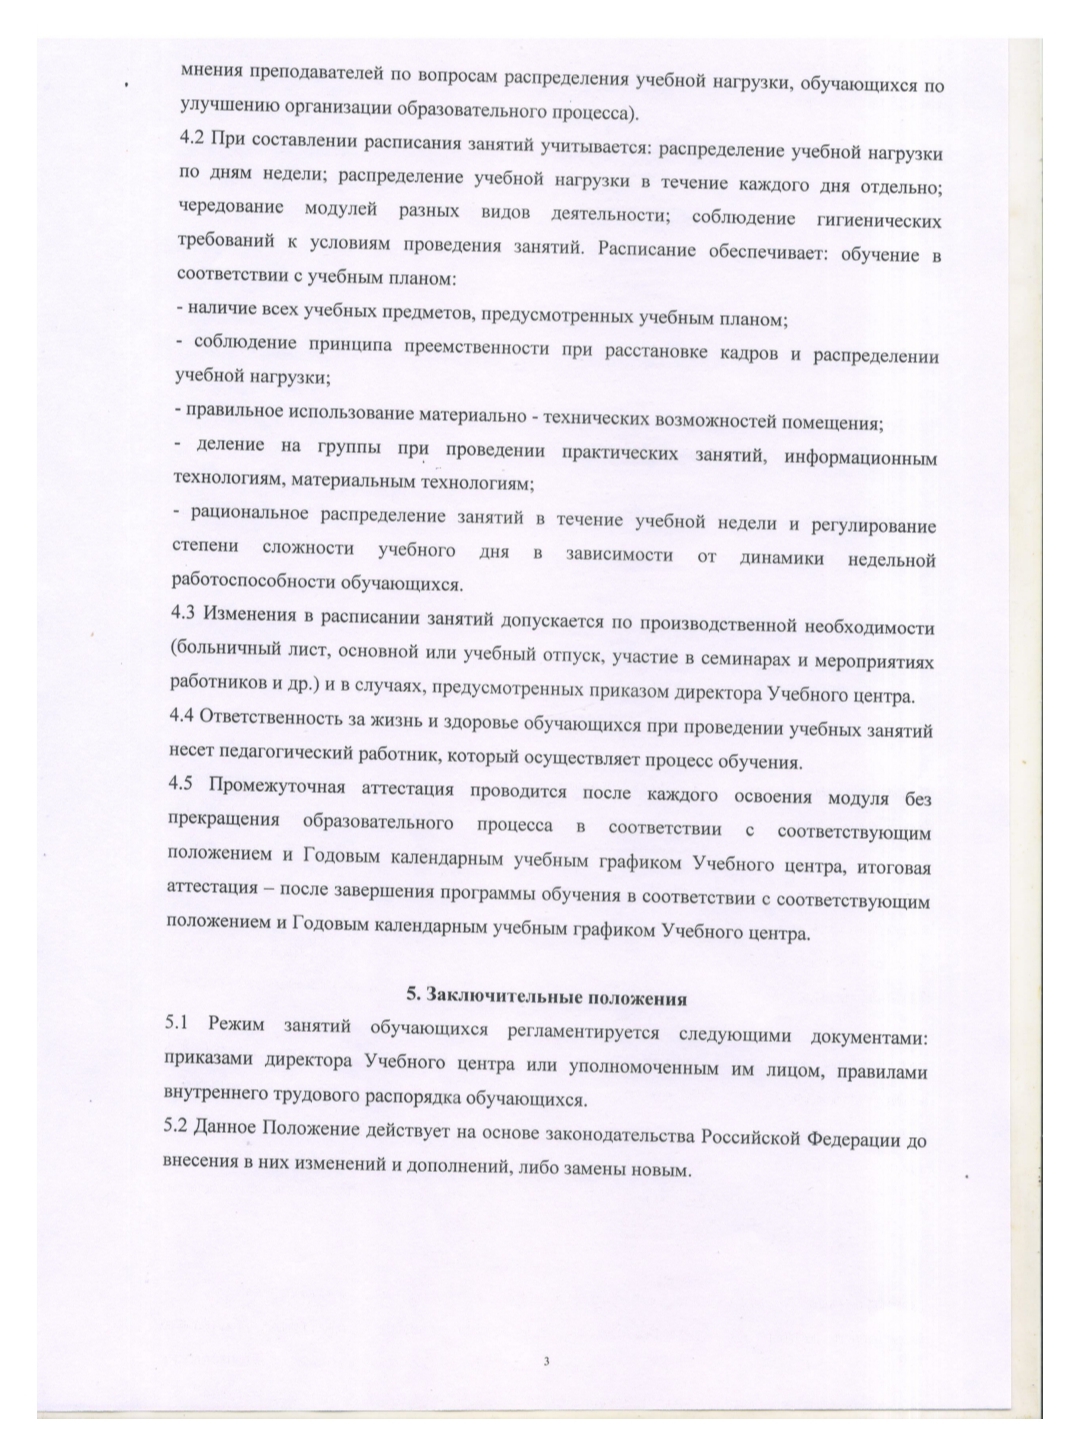 мнения преподавателей по вопросам распределения учебной нагрузки, обучающихся по
улучшению организации образовательного процесса).
4.2 При составлении расписания занятий учитывается: распределение учебной нагрузки
по дням недели; распределение учебной нагрузки в течение каждого дня отдельно;
чередование модулей разных видов деятельности; соблюдение гигиенических
требований к условиям проведения занятий. Расписание обеспечивает: обучение в
соответствии с учебным планом:
- наличие всех учебных предметов, предусмотренных учебным планом;
- соблюдение принципа преемственности при расстановке кадров и распределении
учебной нагрузки;
- правильное использование материально - технических возможностей помещения;
- деление на группы при проведении практических занятий, информационным
технологиям, материальным технологиям;
- рациональное распределение занятий в течение учебной недели и регулирование
степени сложности учебного дня в зависимости от динамики недельной
работоспособности обучающихся.
4.3 Изменения в расписании занятий допускается по производственной необходимости
(больничный лист, основной или учебный отпуск, участие в семинарах и мероприятиях
работников и др.) и в случаях, предусмотренных приказом директора Учебного центра.
4.4 Ответственность за жизнь и здоровье обучающихся при проведении учебных занятий
несет педагогический работник, который осуществляет процесс обучения.
4.5 Промежуточная аттестация проводится после каждого освоения модуля без
прекращения образовательного процесса в соответствии с соответствующим
положением и Годовым календарным учебным графиком Учебного центра, итоговая
аттестация – после завершения программы обучения в соответствии с соответствующим
положением и Годовым календарным учебным графиком Учебного центра.
5. Заключительные положения
5.1 Режим занятий обучающихся регламентируется следующими документами:
приказами директора Учебного центра или уполномоченным им лицом, правилами
внутреннего трудового распорядка обучающихся.
5.2 Данное Положение действует на основе законодательства Российской Федерации до
внесения в них изменений и дополнений, либо замены новым.
3